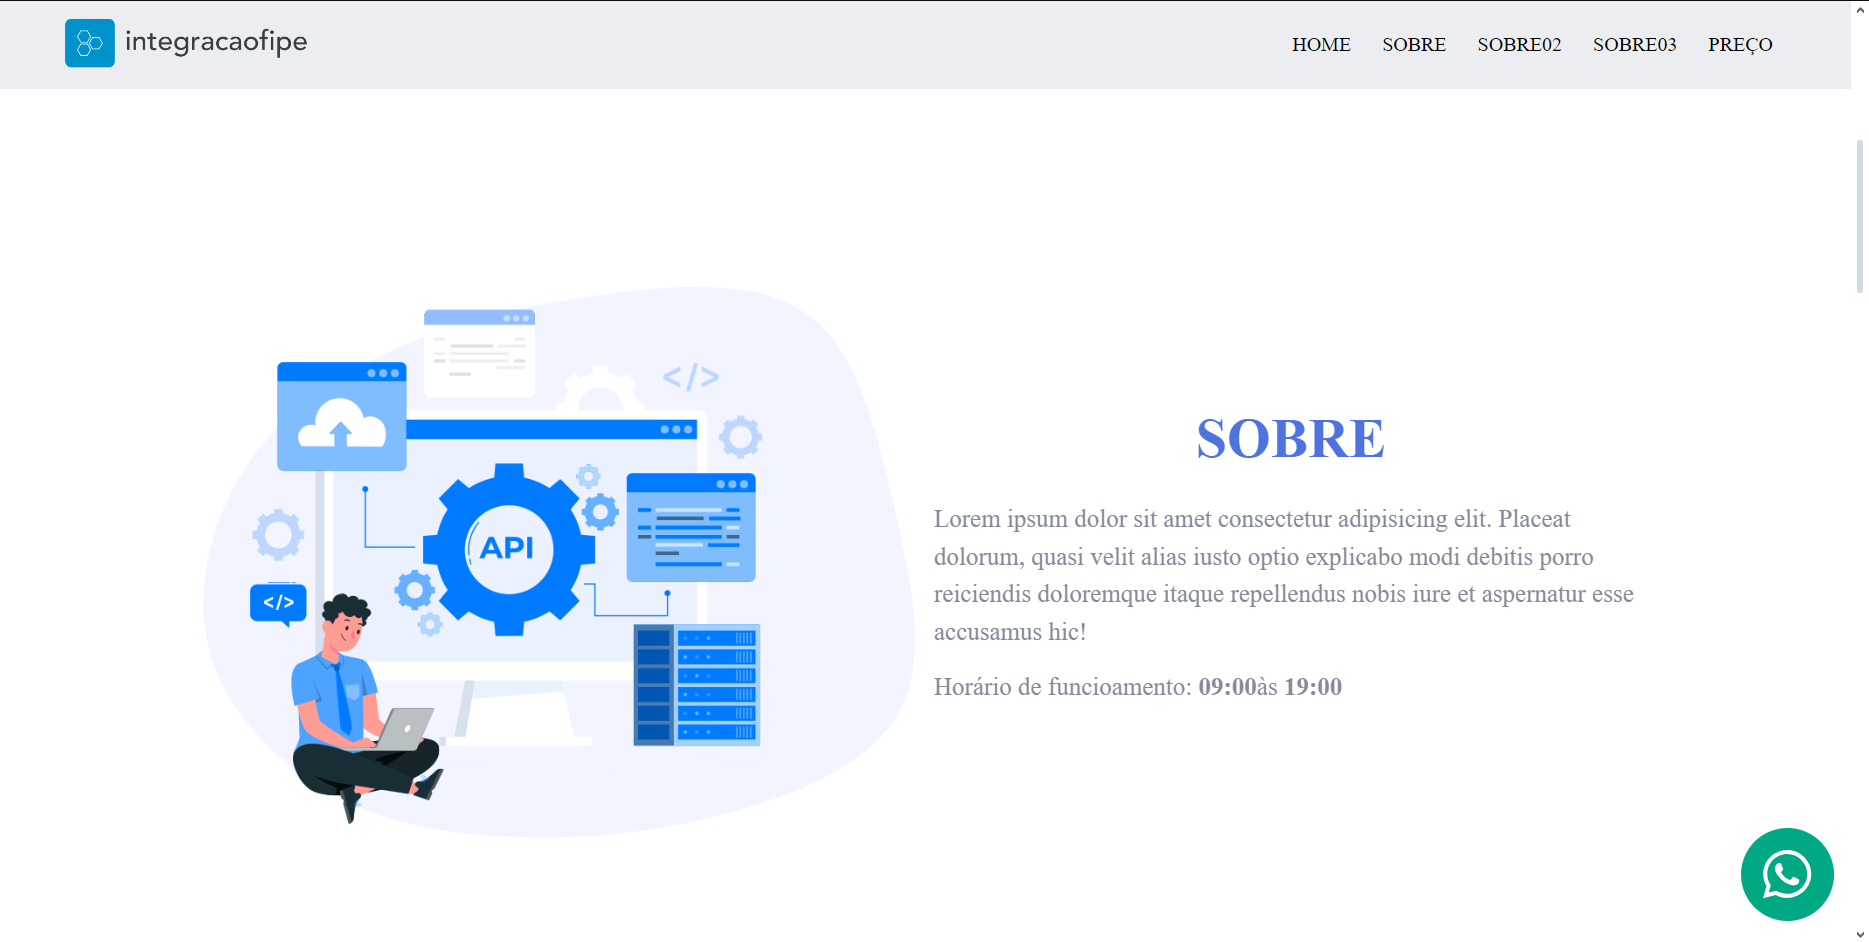 integracaofipe
HOME SOBRE SOBRE02 SOBRE03 PREÇO
</>
API
</>
SOBRE
Lorem ipsum dolor sit amet consectetur adipisicing elit. Placeat
dolorum, quasi velit alias iusto optio explicabo modi debitis porro
reiciendis doloremque itaque repellendus nobis iure et aspernatur esse
accusamus hic!
Horário de funcioamento: 09:00às 19:00